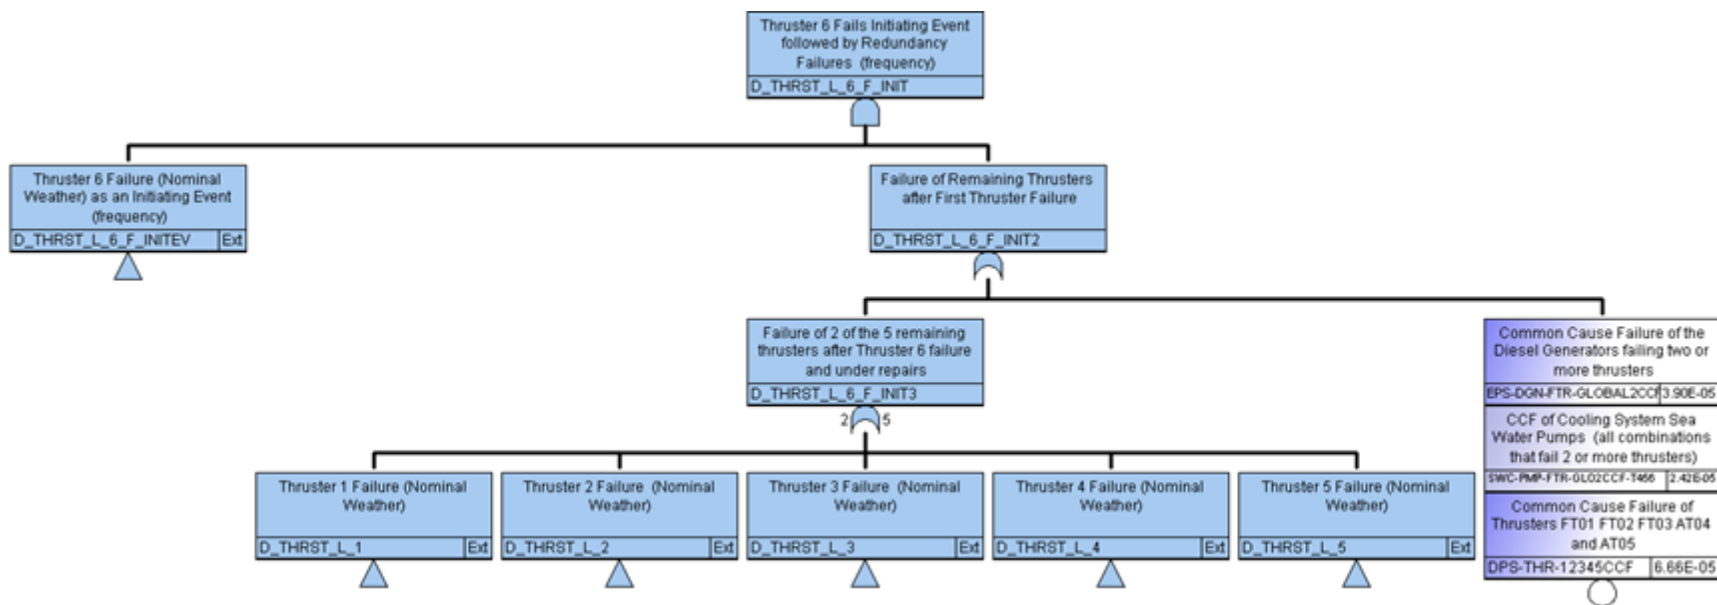 Thruster 6 Fails Initiating Event
followed by Redundancy
Failures (frequency)
D_THRST_L_6_F_INIT
Thruster 6 Failure (Nominal
Weather) as an Initiating Event
(frequency)
D_THRST_L_6_F_INITEV Ext
Failure of Remaining Thrusters
after First Thruster Failure
D_THRST_L_6_F_INIT2
Failure of 2 of the 5 remaining
thrusters after Thruster 6 failure
and under repairs
D_THRST_L_6_F_INIT3
2 5
Common Cause Failure of the
Diesel Generators failing two or
more thrusters
EPS-DGN-FTR-GLOBAL2CCF 3.90E-05
CCF of Cooling System Sea
Water Pumps (all combinations
that fail 2 or more thrusters)
SWC-PMP-FTR-GLO2CCF-T466 2.42E-05
Common Cause Failure of
Thrusters FT01 FT02 FT03 AT04
and AT05
DPS-THR-12345CCF 6.66E-05
Thruster 1 Failure (Nominal
Weather)
D_THRST_L_1 Ext
Thruster 2 Failure (Nominal
Weather)
D_THRST_L_2 Ext
Thruster 3 Failure (Nominal
Weather)
D_THRST_L_3 Ext
Thruster 4 Failure (Nominal
Weather)
D_THRST_L_4 Ext
Thruster 5 Failure (Nominal
Weather)
D_THRST_L_5 Ext